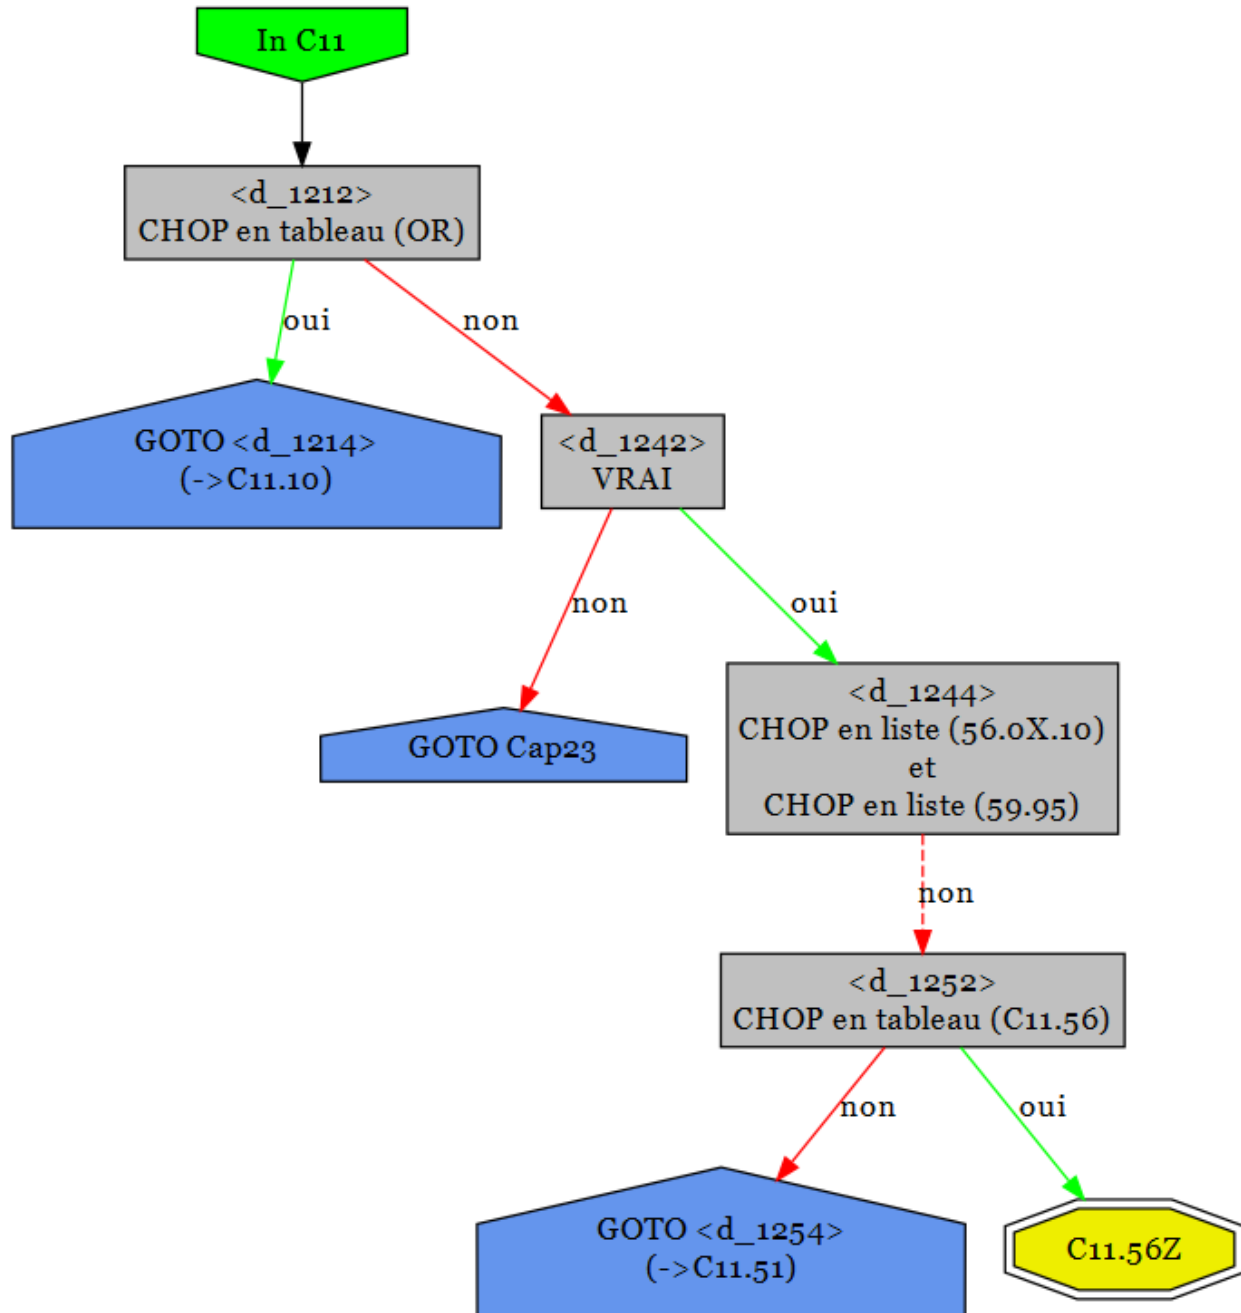 In C11
<d_1212>
CHOP en tableau (OR)
oui
non
GOTO <d_1214>
(->C11.10)
<d_1242>
VRAI
non
oui
<d_1244>
CHOP en liste (56.0X.10)
et
CHOP en liste (59.95)
GOTO Cap23
non
<d_1252>
CHOP en tableau (C11.56)
non
oui
GOTO <d_1254>
(->C11.51)
C11.56Z